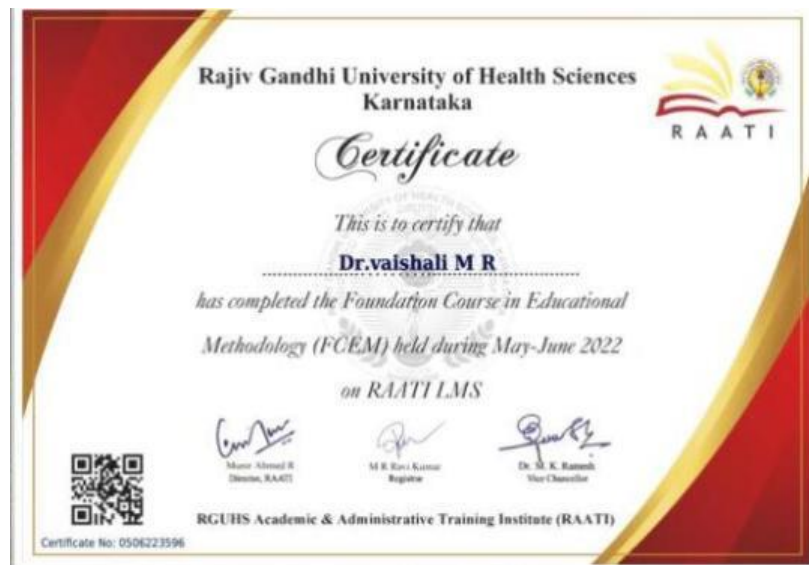 Rajiv Gandhi University of Health Sciences
Karnataka
RAATI
Certificate
This is to certify that
Dr.vaishali M R
has completed the Foundation Course in Educational
Methodology (FCEM) held during May-June 2022
on RAATI LMS
Director, RAATI
M R Ravi Kumar
Registrar
Dr. M. K. Ramesh
Vice Chancellor
RGUHS Academic & Administrative Training Institute (RAATI)
Certificate No: 0506223596